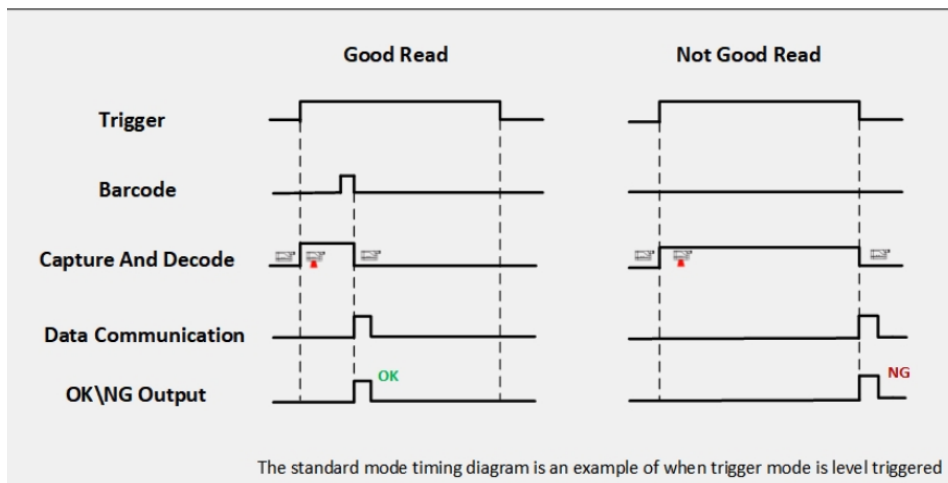 Good Read Not Good Read
Trigger
Barcode
Capture And Decode
Data Communication
OK
NG
OK\NG Output
The standard mode timing diagram is an example of when trigger mode is level triggered